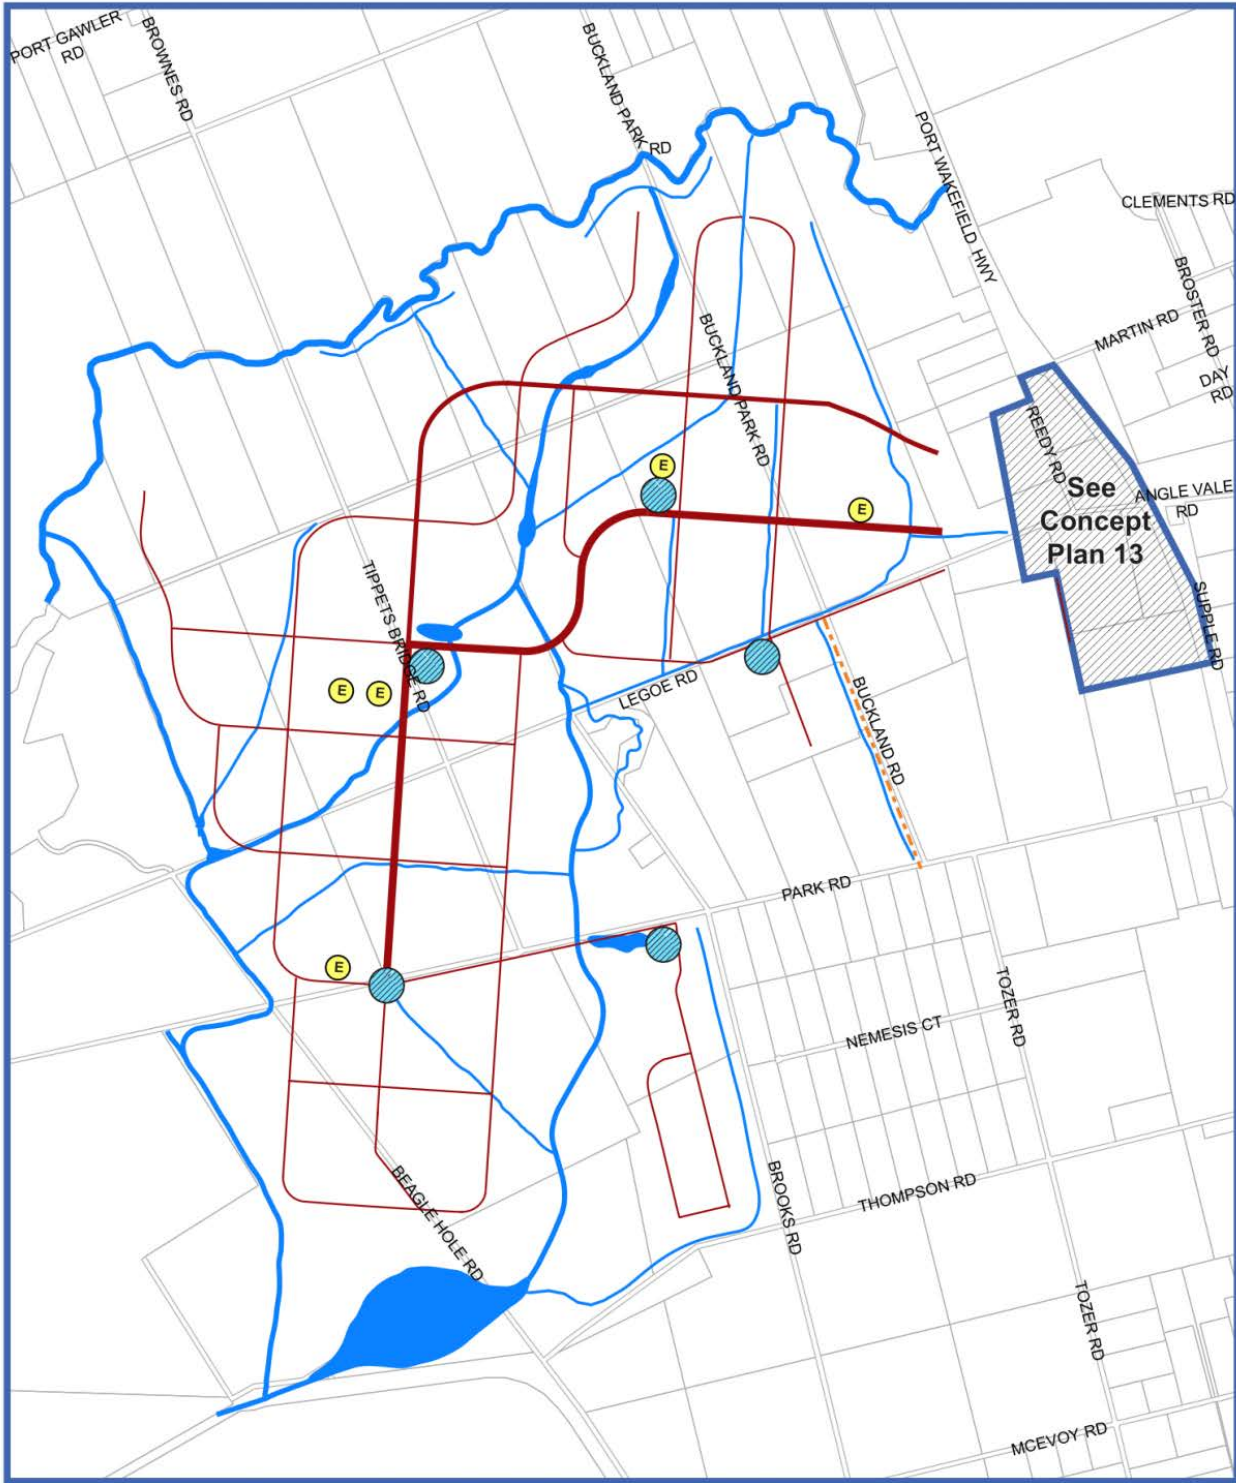 PORT GAWLER
RD
BROWNES RD
BUCKLAND PARK RD
PORT WAKEFIELD HWY
CLEMENTS RD
BROSTER RD
MARTIN RD
DAY
RD
BUCKLAND PARK RD
REEDY RD
See
Concept
Plan 13
ANGLE VALE
RD
SUPPLE RD
E
E
TIPPETS BRIDGE RD
E
E
LEGOE RD
BUCKLAND RD
PARK RD
E
TOZER RD
NEMESIS CT
BEAGLE HOLE RD
BROOKS RD
THOMPSON RD
TOZER RD
MCEVOY RD